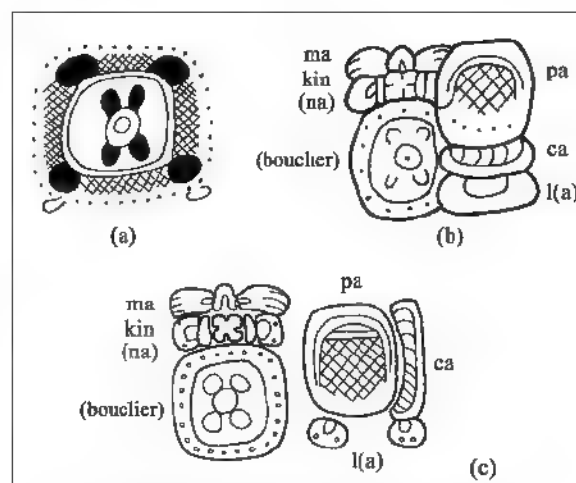 (a)
ma
kin
(na)
(bouclier)
pa
ca
l(a)
(b)
ma
kin
(na)
(bouclier)
pa
ca
l(a)
(c)